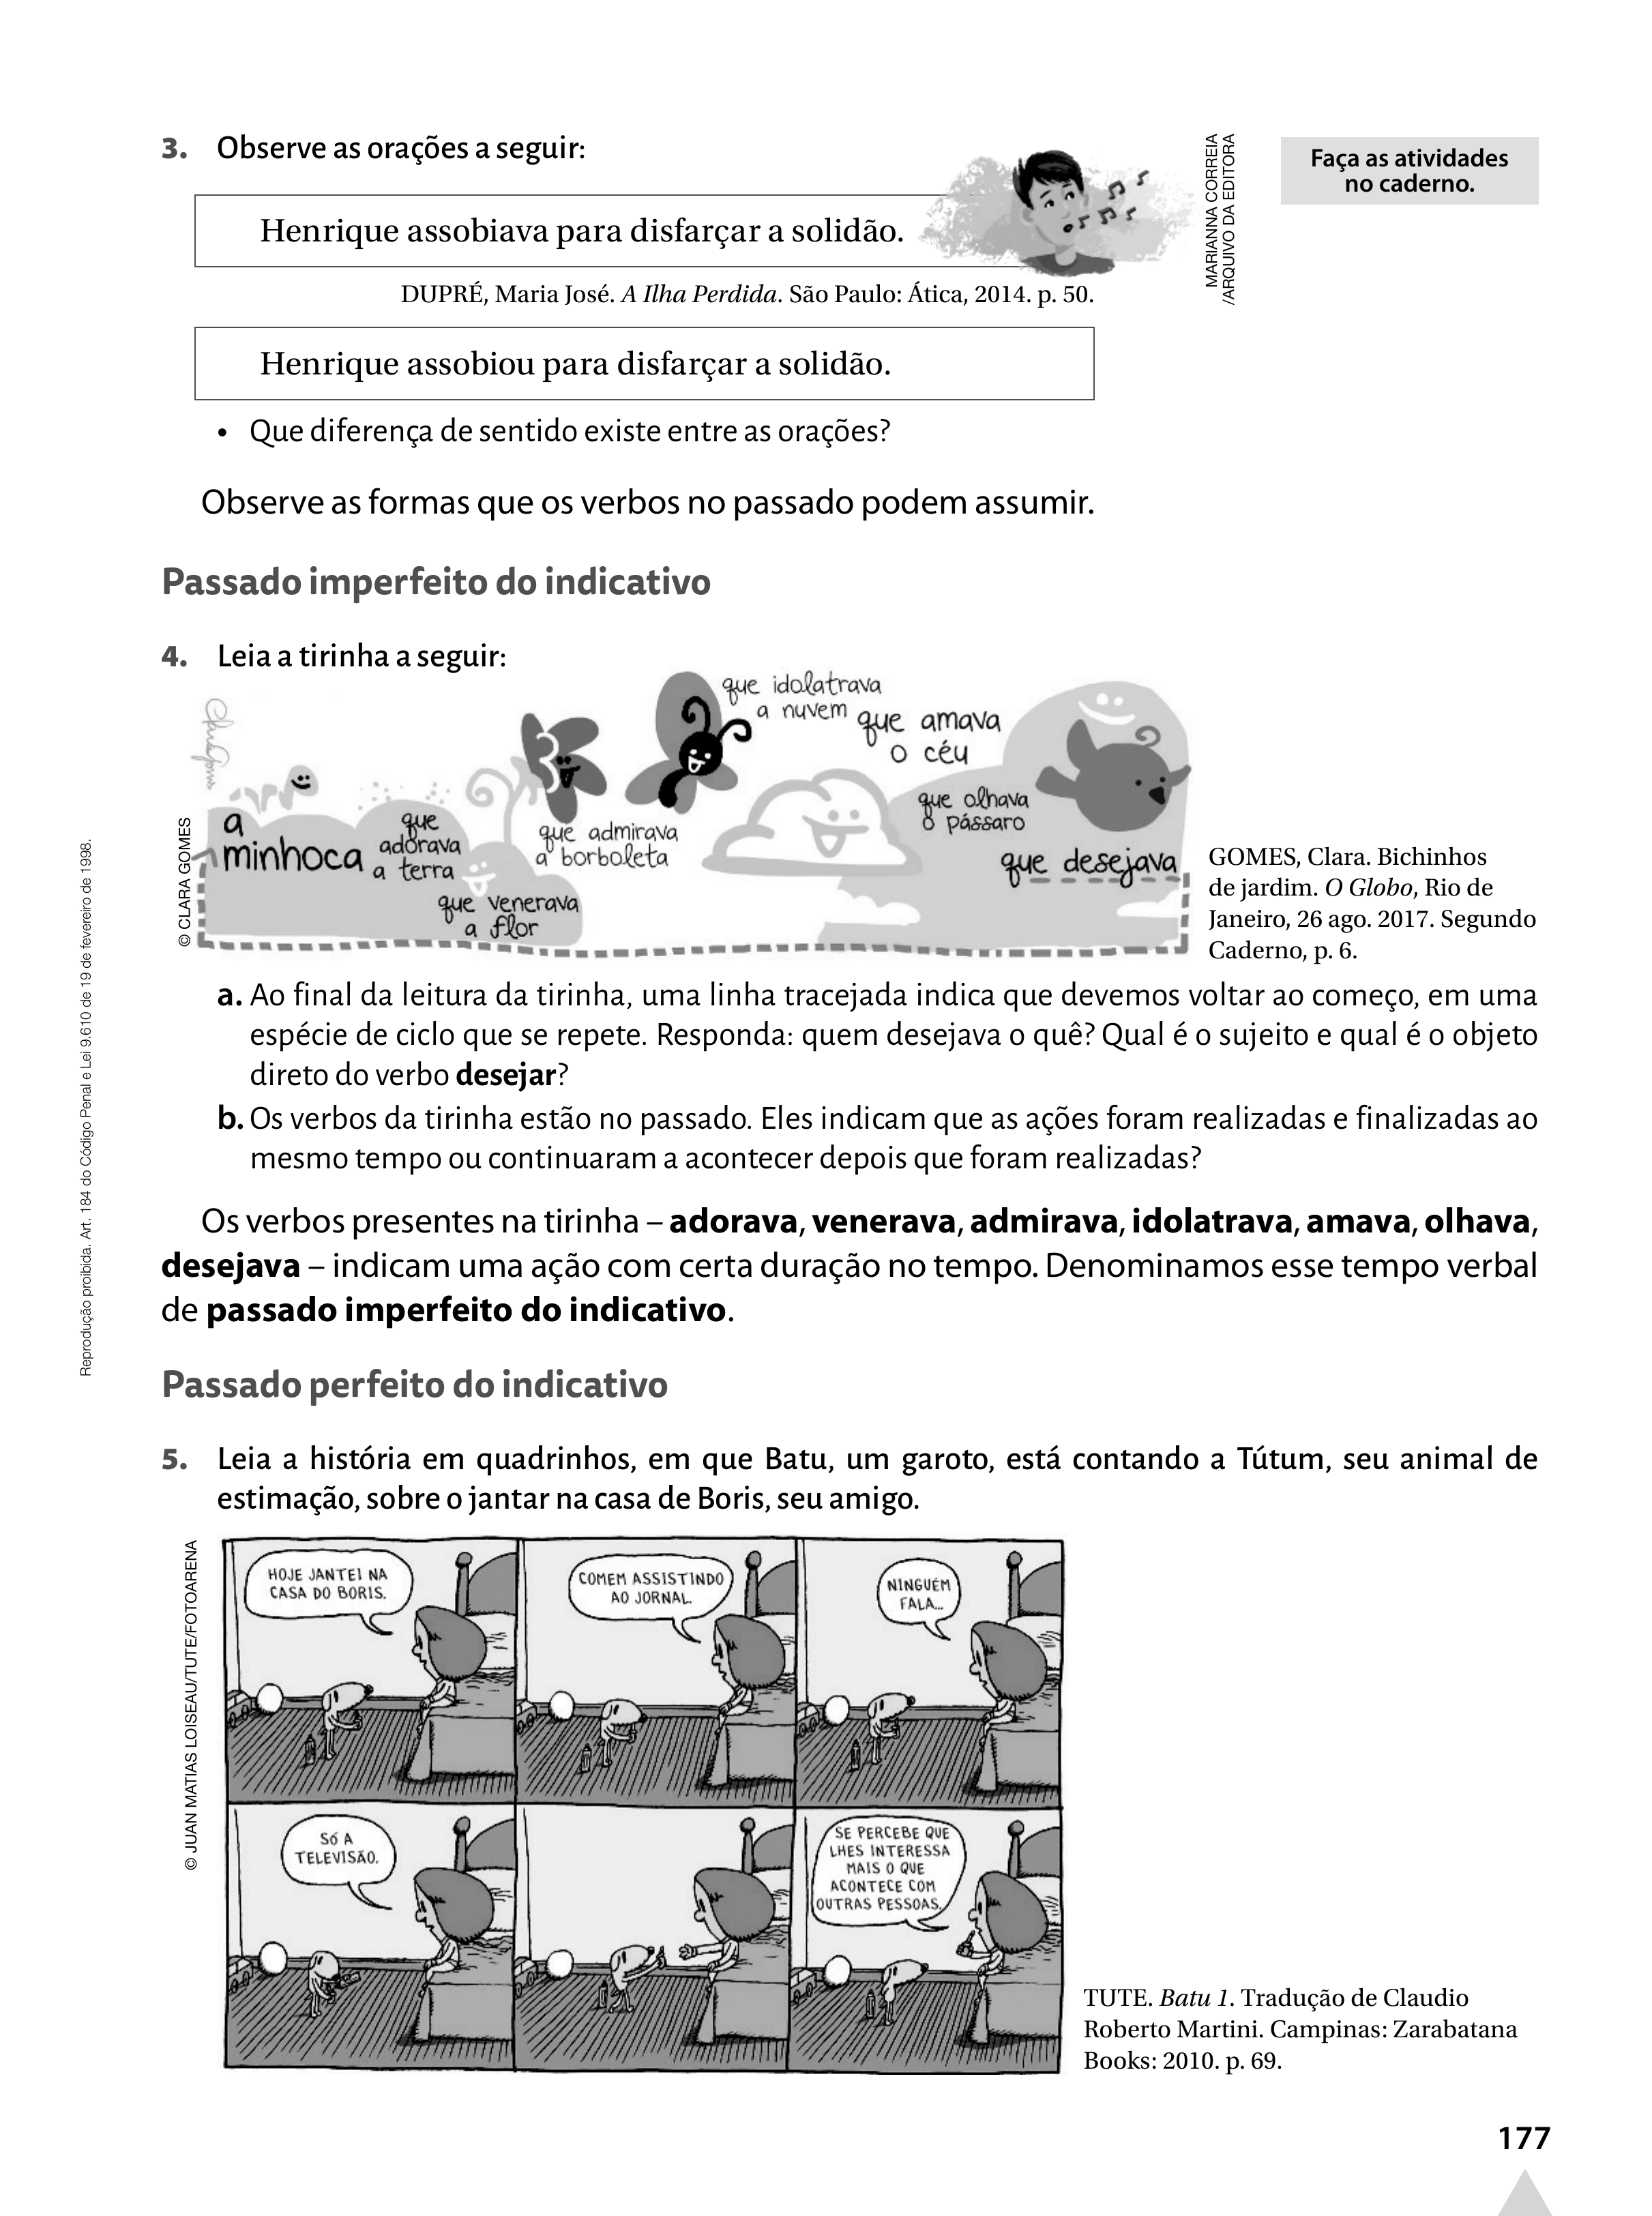 3. Observe as orações a seguir:
Faça as atividades
no caderno.
Henrique assobiava para disfarçar a solidão.
MARIANNA CORREIA
/ARQUIVO DA EDITORA
DUPRÉ, Maria José. A Ilha Perdida. São Paulo: Ática, 2014. p. 50.
Henrique assobiou para disfarçar a solidão.
• Que diferença de sentido existe entre as orações?
Observe as formas que os verbos no passado podem assumir.
Passado imperfeito do indicativo
4. Leia a tirinha a seguir:
© CLARA GOMES
a
minhoca
que
adorava
a terra
que venerava
a flor
que admirava
a borboleta
que idolatrava
a nuvem
que amava
o céu
que olhava
o pássaro
que desejava
GOMES, Clara. Bichinhos
de jardim. O Globo, Rio de
Janeiro, 26 ago. 2017. Segundo
Caderno, p. 6.
a. Ao final da leitura da tirinha, uma linha tracejada indica que devemos voltar ao começo, em uma
espécie de ciclo que se repete. Responda: quem desejava o quê? Qual é o sujeito e qual é o objeto
direto do verbo desejar?
b. Os verbos da tirinha estão no passado. Eles indicam que as ações foram realizadas e finalizadas ao
mesmo tempo ou continuaram a acontecer depois que foram realizadas?
Os verbos presentes na tirinha – adorava, venerava, admirava, idolatrava, amava, olhava,
desejava – indicam uma ação com certa duração no tempo. Denominamos esse tempo verbal
de passado imperfeito do indicativo.
Passado perfeito do indicativo
5. Leia a história em quadrinhos, em que Batu, um garoto, está contando a Tútum, seu animal de
estimação, sobre o jantar na casa de Boris, seu amigo.
© JUAN MATIAS LOISEAU/TUTE/FOTOARENA
HOJE JANTEI NA
CASA DO BORIS.
COMEM ASSISTINDO
AO JORNAL.
NINGUÉM
FALA...
SÓ A
TELEVISÃO.
SE PERCEBE QUE
LHES INTERESSA
MAIS O QUE
ACONTECE COM
OUTRAS PESSOAS.
TUTE. Batu 1. Tradução de Claudio
Roberto Martini. Campinas: Zarabatana
Books: 2010. p. 69.
Reprodução proibida. Art. 184 do Código Penal e Lei 9.610 de 19 de fevereiro de 1998.
177